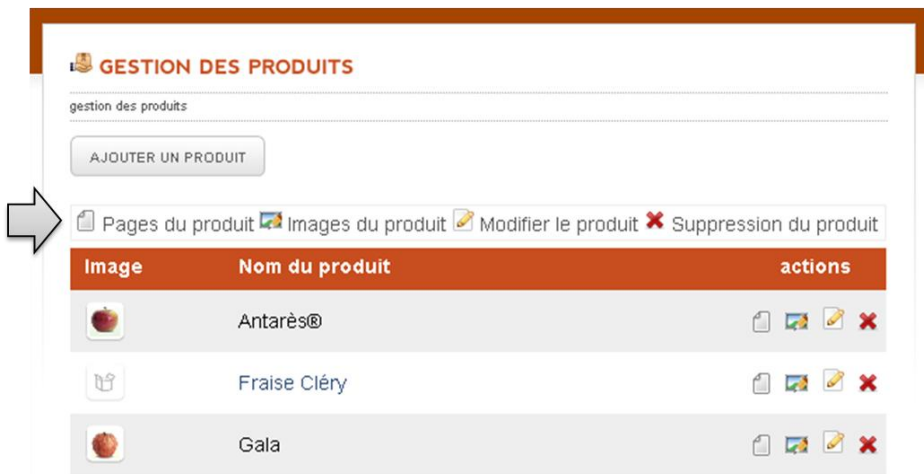 GESTION DES PRODUITS
gestion des produits
AJOUTER UN PRODUIT
Pages du produit Images du produit Modifier le produit Suppression du produit
Image Nom du produit actions
Antarès®
Fraise Cléry
Gala